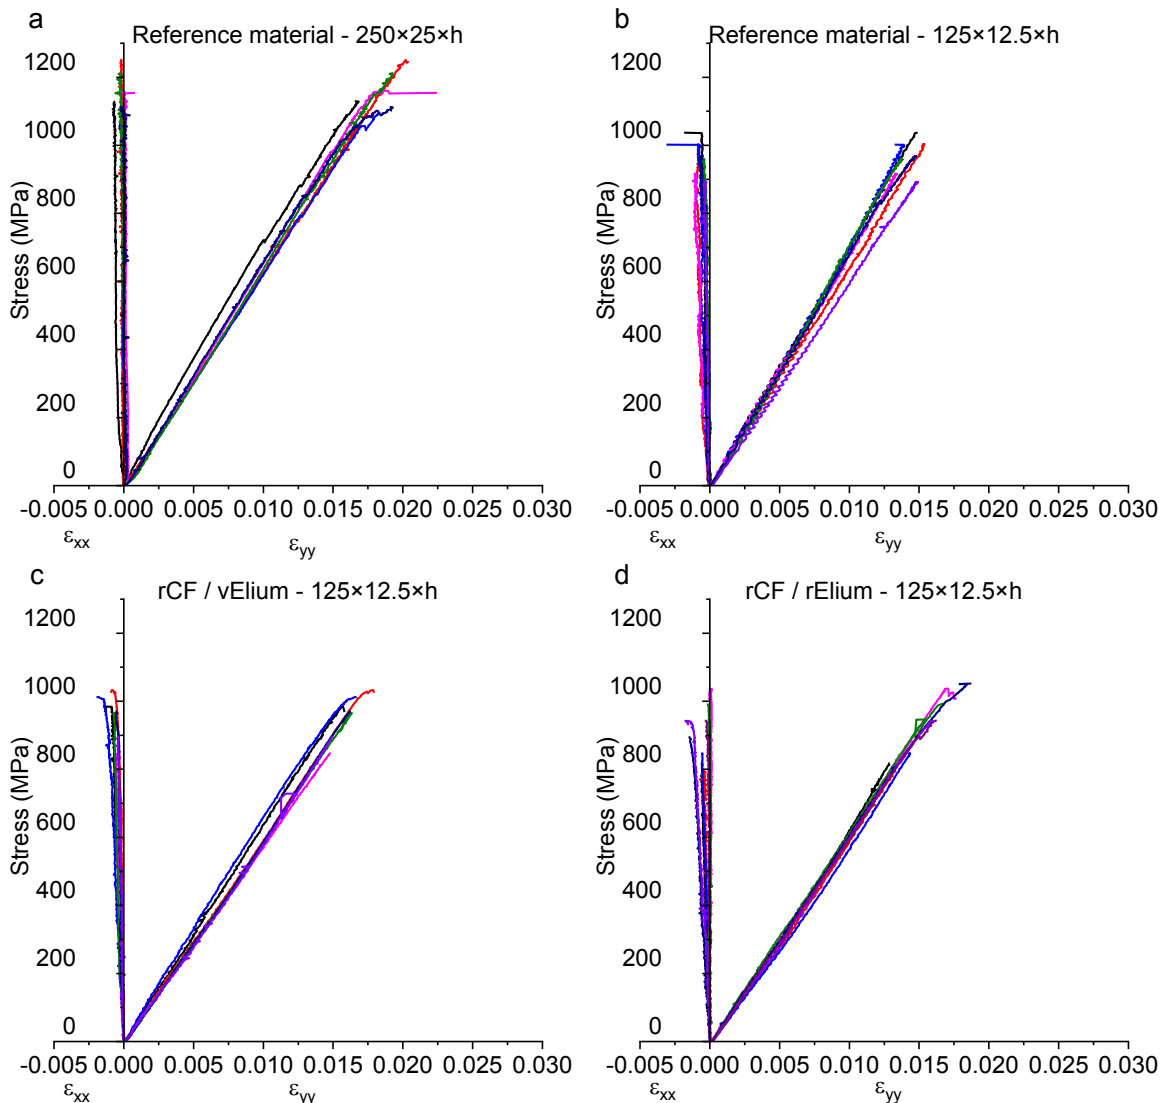 a
Reference material - 250×25×h
1200
1000
800
600
400
200
0
Stress (MPa)
-0.005 0.000 0.005 0.010 0.015 0.020 0.025 0.030
εxx
εyy
b
Reference material - 125×12.5×h
1200
1000
800
600
400
200
0
Stress (MPa)
-0.005 0.000 0.005 0.010 0.015 0.020 0.025 0.030
εxx
εyy
c
rCF / vElium - 125×12.5×h
1200
1000
800
600
400
200
0
Stress (MPa)
-0.005 0.000 0.005 0.010 0.015 0.020 0.025 0.030
εxx
εyy
d
rCF / rElium - 125×12.5×h
1200
1000
800
600
400
200
0
Stress (MPa)
-0.005 0.000 0.005 0.010 0.015 0.020 0.025 0.030
εxx
εyy